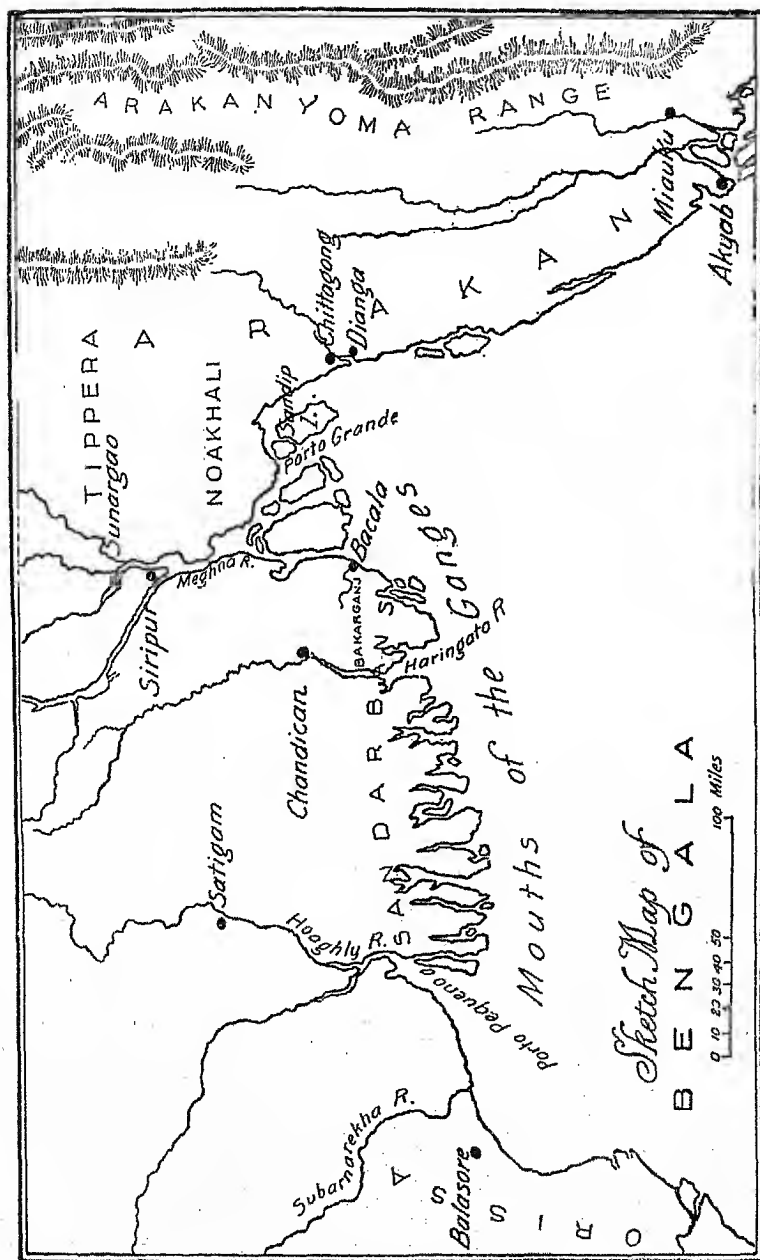 ARAKAN YOMA RANGE
TIPPERA
Sunargao
NOAKHALI
ARAKAN
Chittagong
Dianga
Sandip
I.
Porto Grande
Miauku
Akyab
Siripur
Meghna R.
Bacala
BAKARGANJ
Chandican
Haringato R
SANDARBANS
Mouths of the Ganges
Satigam
Hooghly R.
Porto Pequeno
Subarnarekha R.
Balasore
ORISSA
Sketch Map of
BENGALA
0 10 22 30 40 50 100 Miles